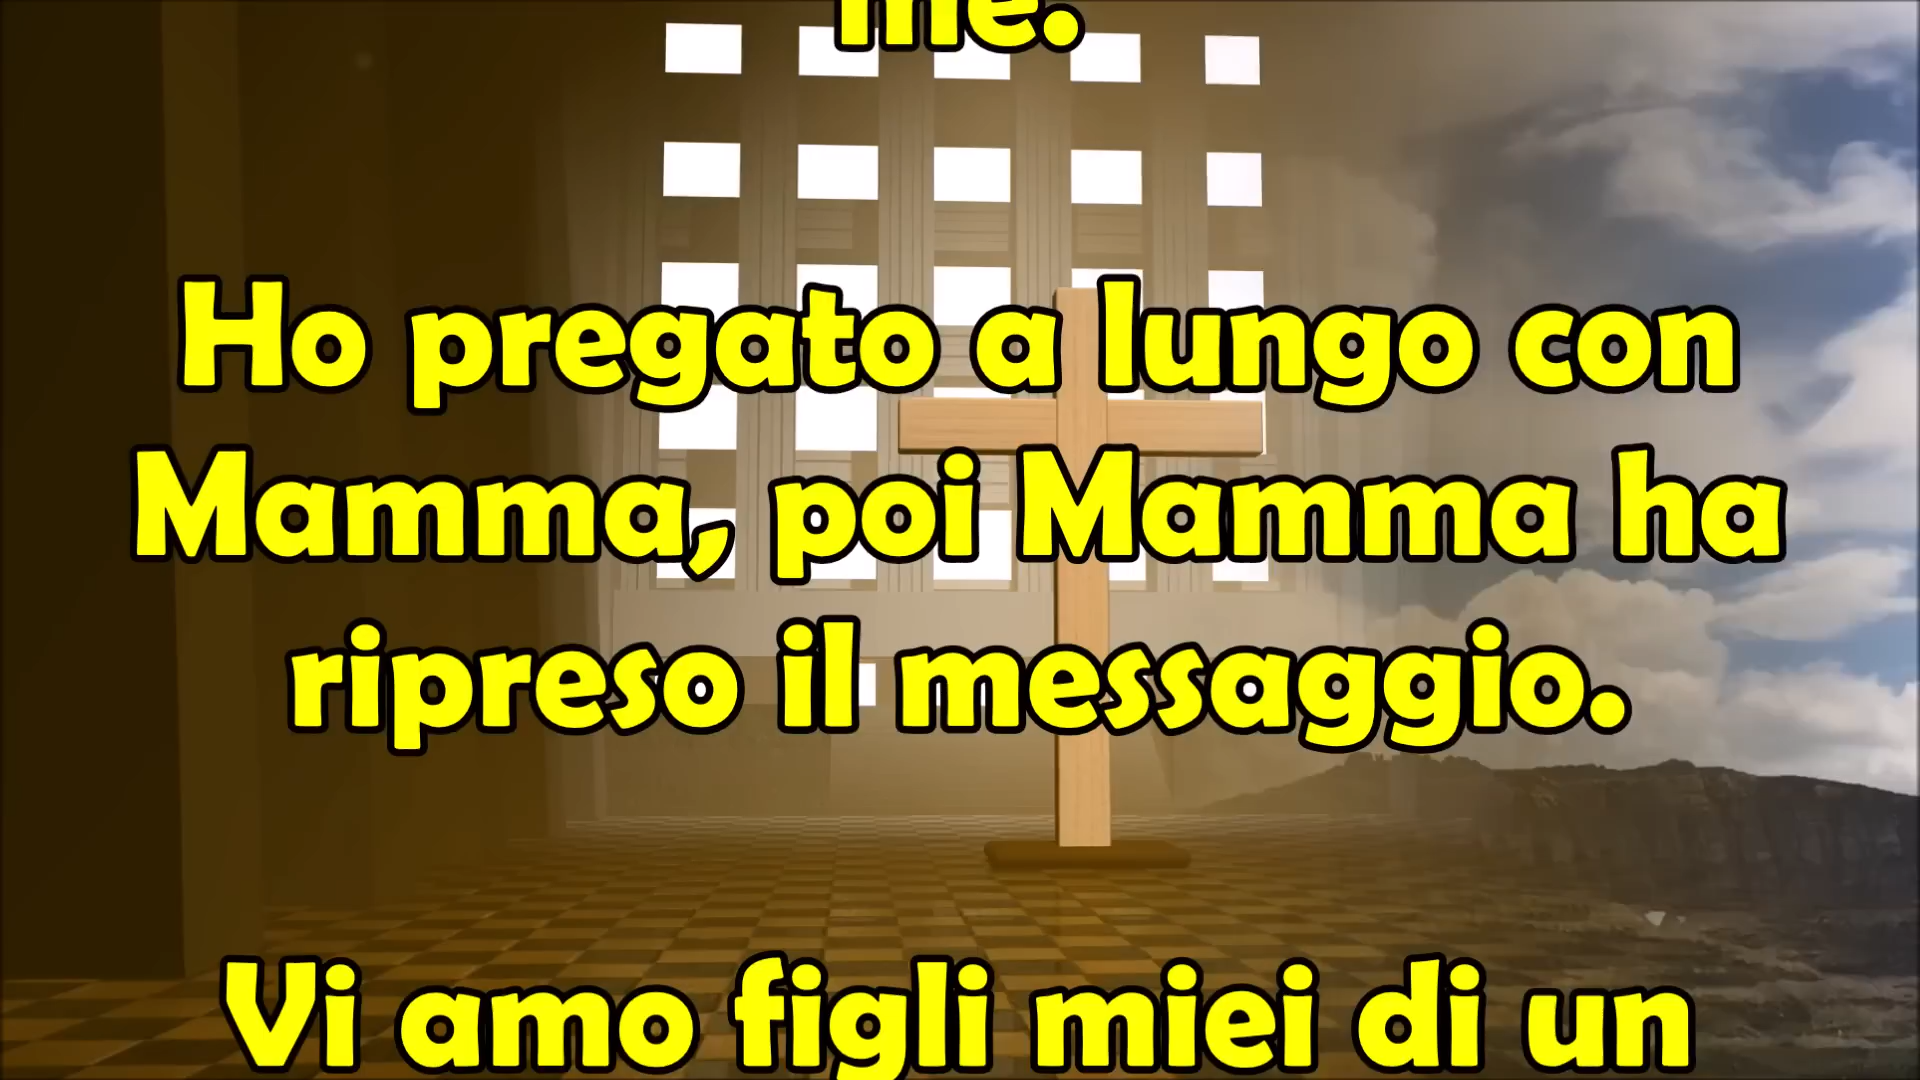 me.
Ho pregato a lungo con
Mamma, poi Mamma ha
ripreso il messaggio.
Vi amo figli miei di un